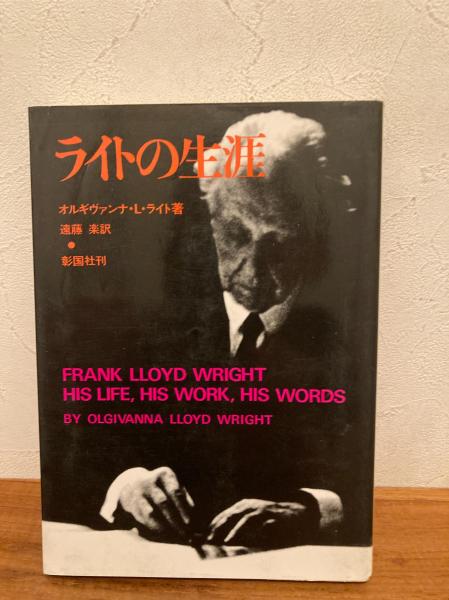 ライトの生涯
オルギヴァンナ・L・ライト著
遠藤 楽訳
●
彰国社刊
FRANK LLOYD WRIGHT
HIS LIFE, HIS WORK, HIS WORDS
BY OLGIVANNA LLOYD WRIGHT